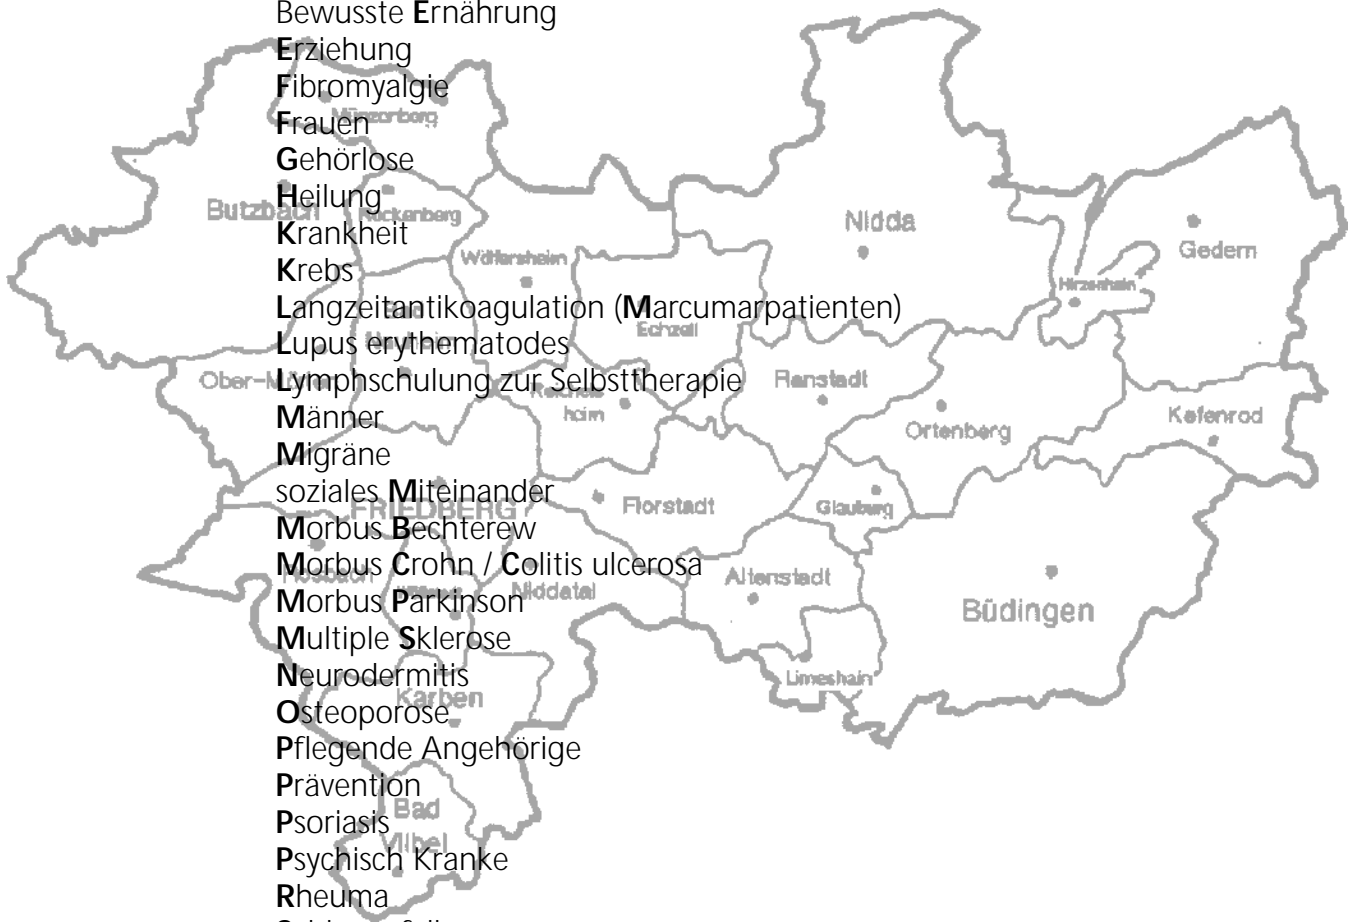 Bewusste Ernährung
Erziehung
Fibromyalgie
Frauen
Gehörlose
Heilung
Krankheit
Krebs
Langzeitantikoagulation (Marcumarpatienten)
Lupus erythematodes
Lymphschulung zur Selbsttherapie
Männer
Migräne
soziales Miteinander
Morbus Bechterew
Morbus Crohn / Colitis ulcerosa
Morbus Parkinson
Multiple Sklerose
Neurodermitis
Osteoporose
Pflegende Angehörige
Prävention
Psoriasis
Psychisch Kranke
Rheuma
Münzenberg
Butzbach
Rockenberg
Wölfersheim
Nidda
Gedern
Hirzenhain
Echzell
Ranstadt
Ortenberg
Kefenrod
FRIEDBERG
Florstadt
Glauburg
Niddatal
Altenstadt
Büdingen
Limeshain
Karben
Bad
Vilbel